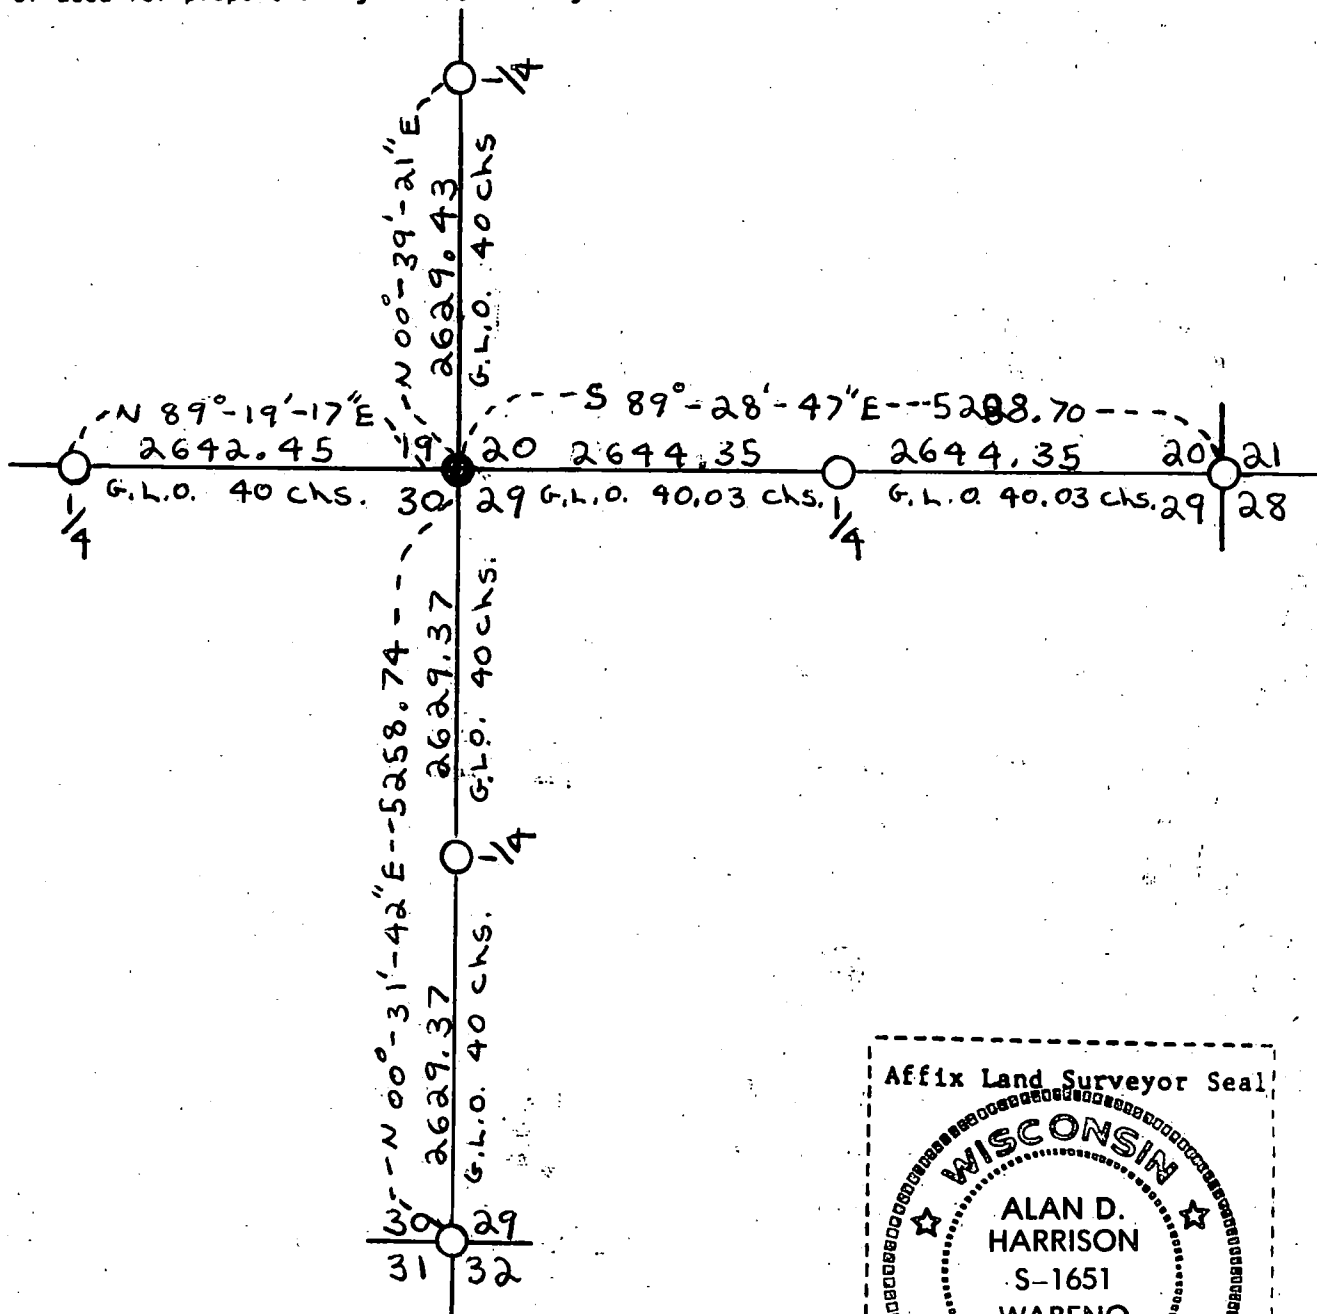 1/4
N 00°-39'-21"E
2629.43
G.L.O. 40 chs
N 89°-19'-17"E
S 89°-28'-47"E---5288.70
2642.45
19
20
2644.35
2644.35
20
21
G.L.O. 40 chs.
30
29
G.L.O. 40.03 chs.
G.L.O. 40.03 chs.
29
28
1/4
1/4
2629.37
G.L.O. 40 chs.
N 00°-31'-42"E--5258.74
1/4
2629.37
G.L.O. 40 chs.
30
29
31
32
Affix Land Surveyor Seal
WISCONSIN
ALAN D.
HARRISON
S-1651